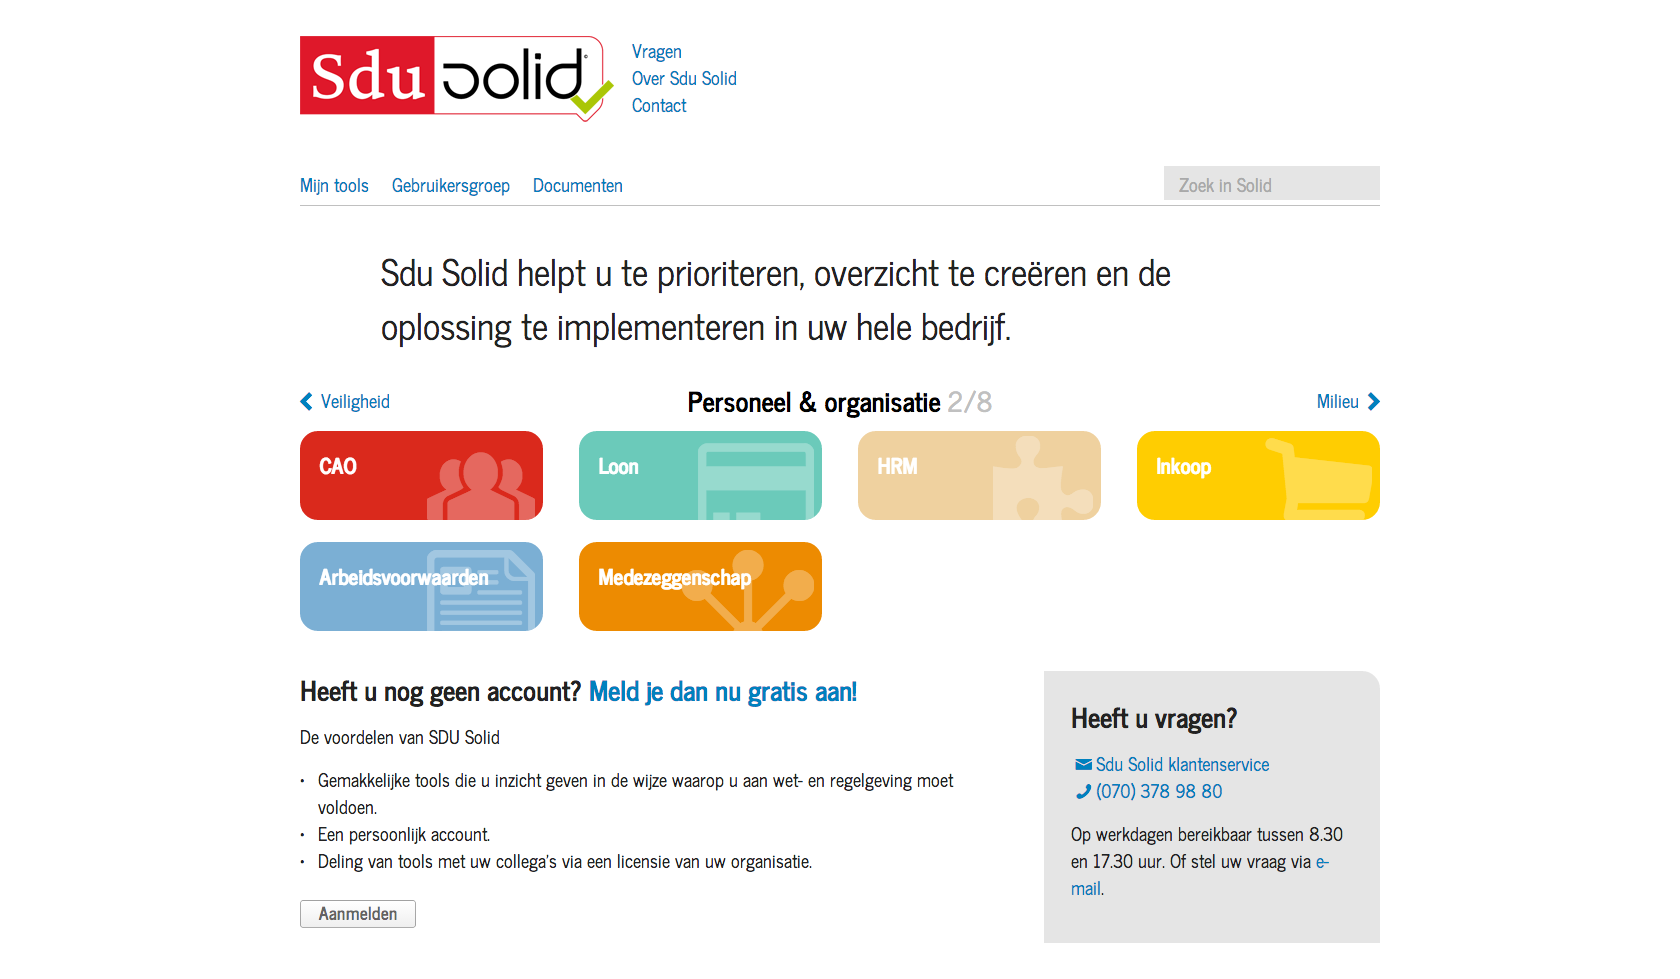 Sdu solid
Vragen
Over Sdu Solid
Contact
Mijn tools Gebruikersgroep Documenten
Zoek in Solid
Sdu Solid helpt u te prioriteren, overzicht te creëren en de
oplossing te implementeren in uw hele bedrijf.
Veiligheid
Personeel & organisatie 2/8
Milieu
CAO
Loon
HRM
Inkoop
Arbeidsvoorwaarden
Medezeggenschap
Heeft u nog geen account? Meld je dan nu gratis aan!
De voordelen van SDU Solid
• Gemakkelijke tools die u inzicht geven in de wijze waarop u aan wet- en regelgeving moet
voldoen.
• Een persoonlijk account.
• Deling van tools met uw collega's via een licensie van uw organisatie.
Aanmelden
Heeft u vragen?
Sdu Solid klantenservice
(070) 378 98 80
Op werkdagen bereikbaar tussen 8.30
en 17.30 uur. Of stel uw vraag via e-
mail.